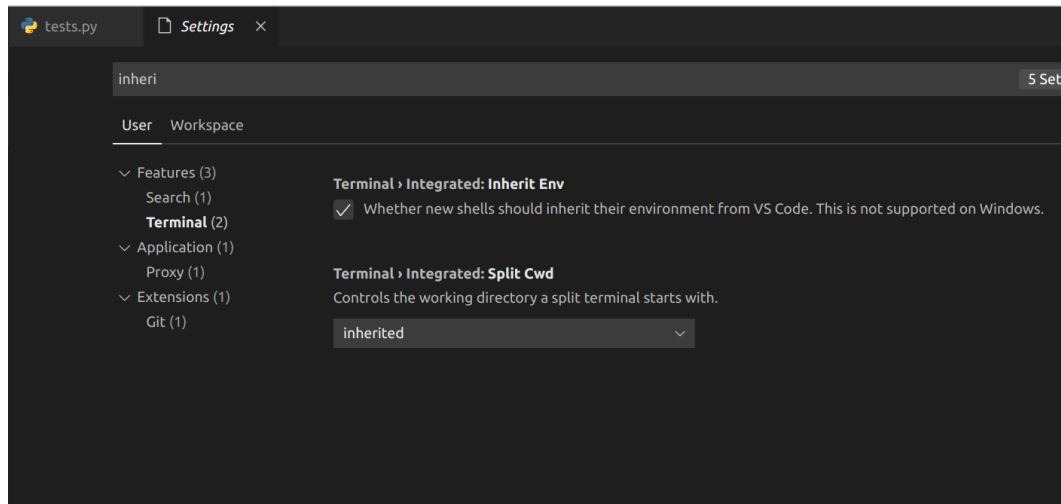 tests.py
Settings
inheri
5 Set
User
Workspace
Features (3)
Search (1)
Terminal (2)
Application (1)
Proxy (1)
Extensions (1)
Git (1)
Terminal › Integrated: Inherit Env
Whether new shells should inherit their environment from VS Code. This is not supported on Windows.
Terminal › Integrated: Split Cwd
Controls the working directory a split terminal starts with.
inherited